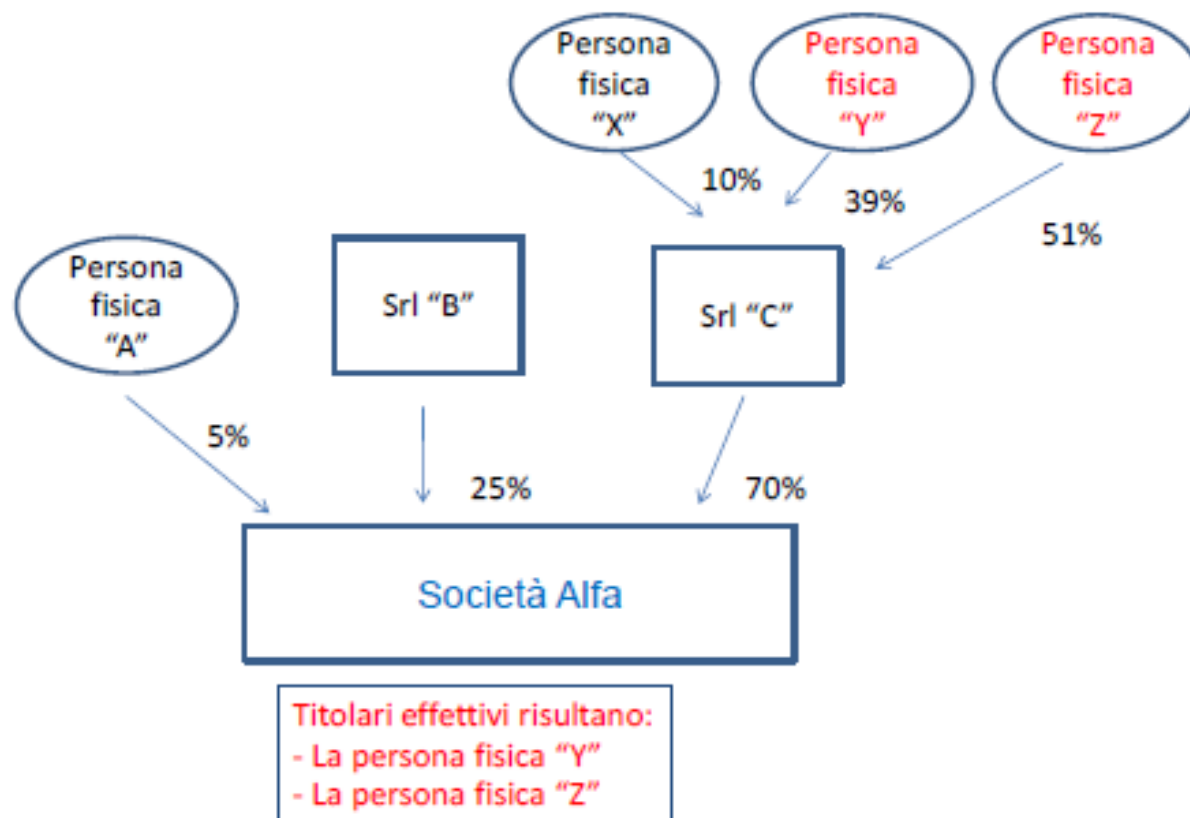 Persona
fisica
“X”
Persona
fisica
“Y”
Persona
fisica
“Z”
10%
39%
51%
Persona
fisica
“A”
Srl “B”
Srl “C”
5%
25%
70%
Società Alfa
Titolari effettivi risultano:
- La persona fisica “Y”
- La persona fisica “Z”